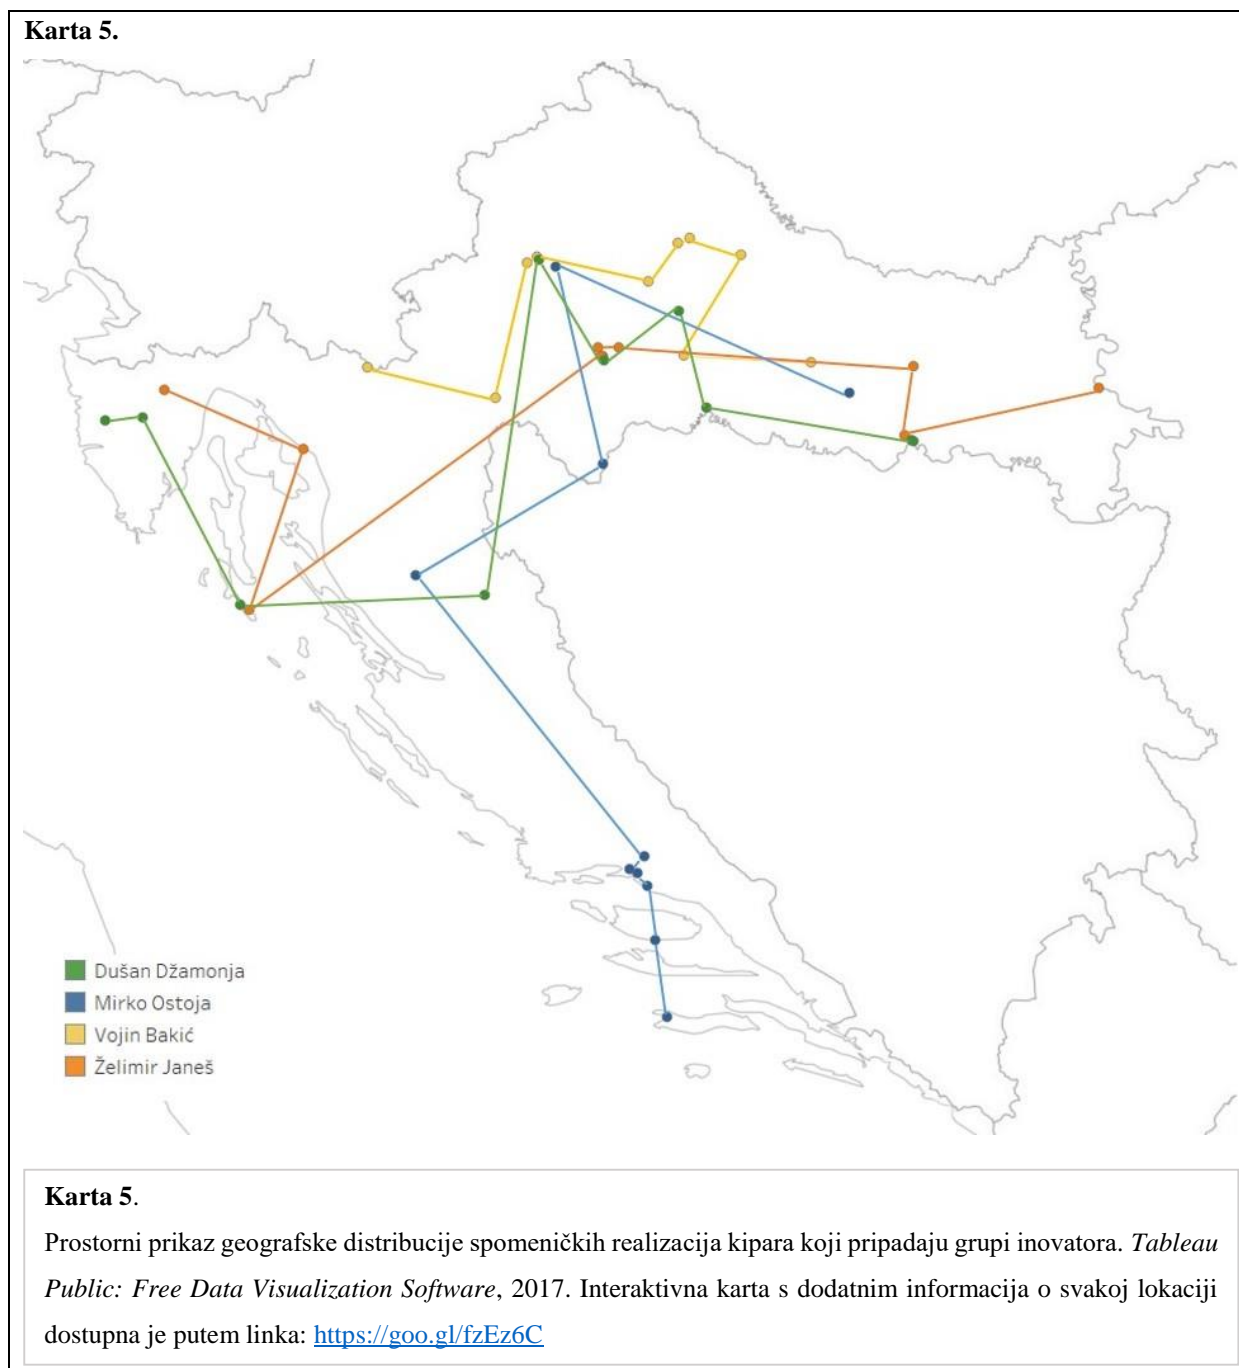 Karta 5.
Dušan Džamonja
Mirko Ostoja
Vojin Bakić
Želimir Janeš
Karta 5.
Prostorni prikaz geografske distribucije spomeničkih realizacija kipara koji pripadaju grupi inovatora. Tableau
Public: Free Data Visualization Software, 2017. Interaktivna karta s dodatnim informacija o svakoj lokaciji
dostupna je putem linka: https://goo.gl/fzEz6C